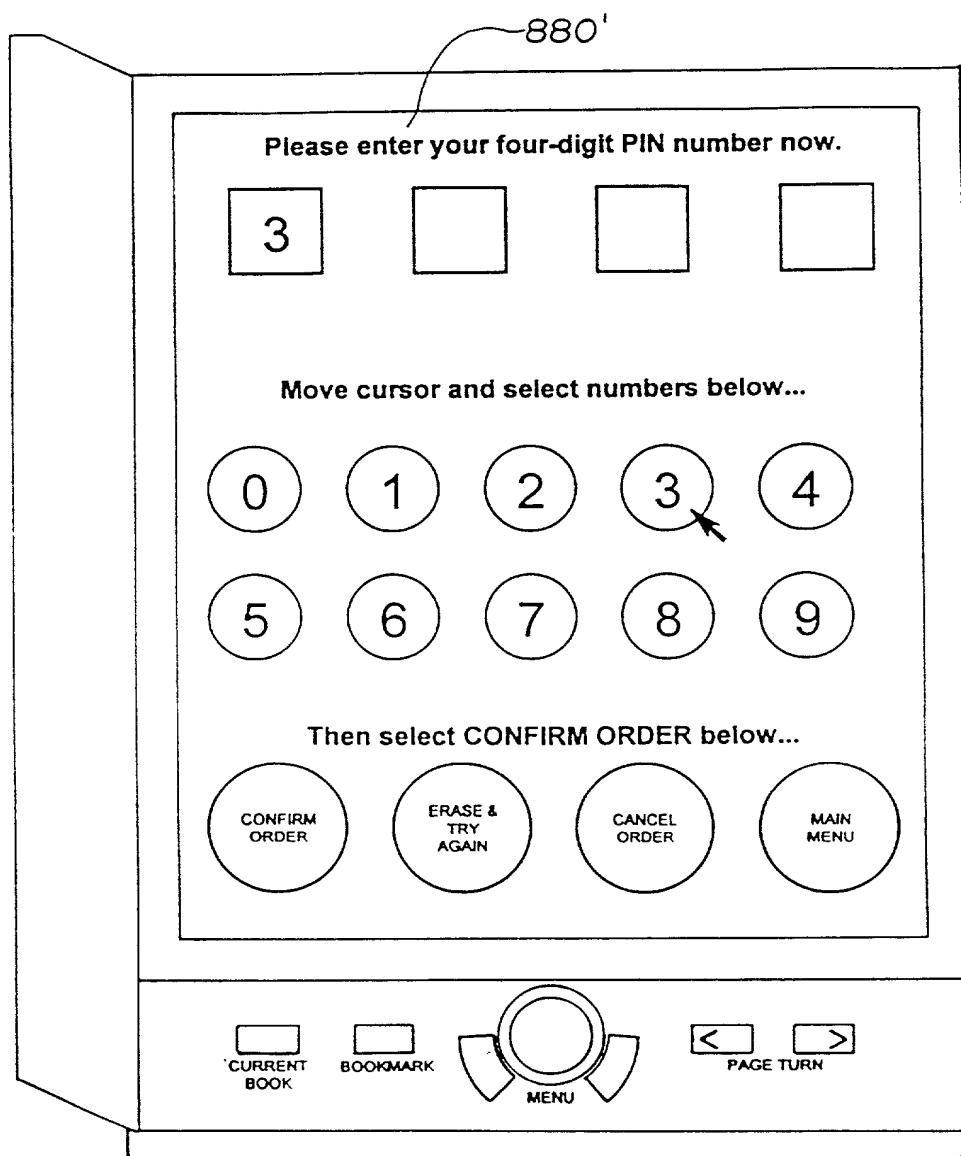 880'
Please enter your four-digit PIN number now.
3
Move cursor and select numbers below...
0 1 2 3 4
5 6 7 8 9
Then select CONFIRM ORDER below...
CONFIRM
ORDER
ERASE &
TRY
AGAIN
CANCEL
ORDER
MAIN
MENU
CURRENT
BOOK
BOOKMARK
MENU
< >
PAGE TURN